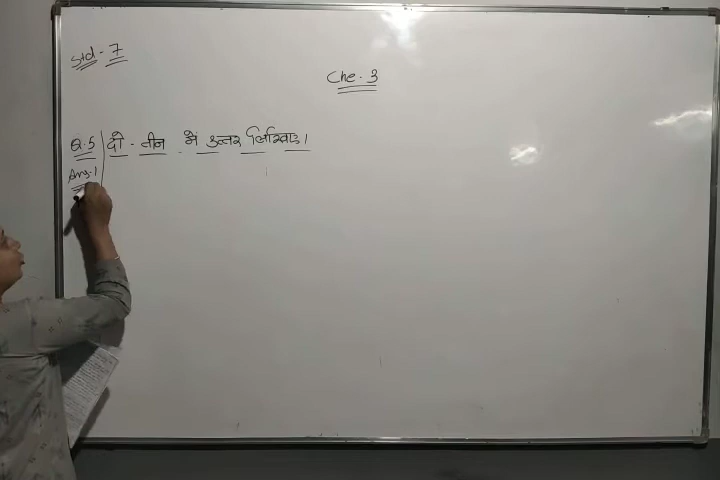 Std - 7
Che. 3
Q.5 दो - तीन में उत्तर लिखिए।
Ans.1